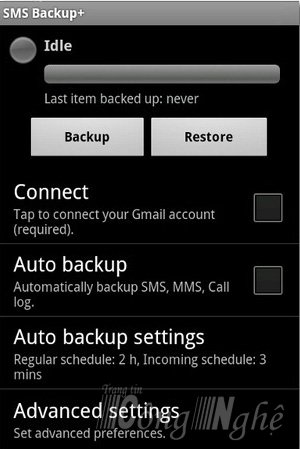 SMS Backup+
Idle
Last item backed up: never
Backup
Restore
Connect
Tap to connect your Gmail account
(required).
Auto backup
Automatically backup SMS, MMS, Call
log.
Auto backup settings
Regular schedule: 2 h, Incoming schedule: 3
mins
Trang tin
Advanced settings
Công Nghệ
Set advanced preferences.